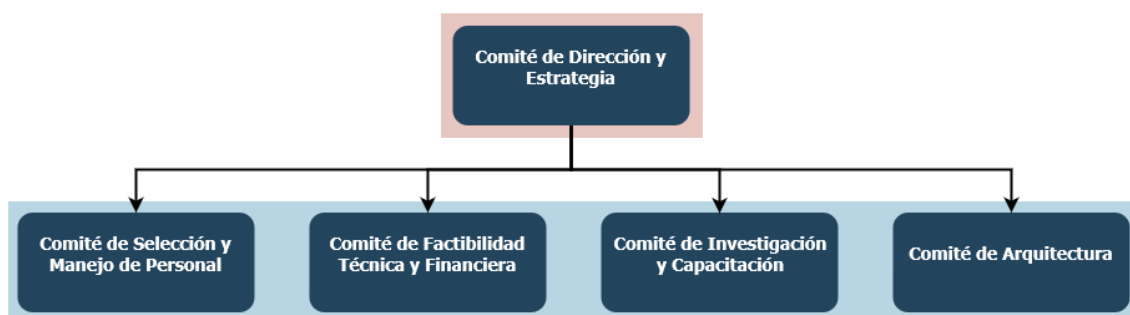 Comité de Dirección y
Estrategia
Comité de Selección y
Manejo de Personal
Comité de Factibilidad
Técnica y Financiera
Comité de Investigación
y Capacitación
Comité de Arquitectura